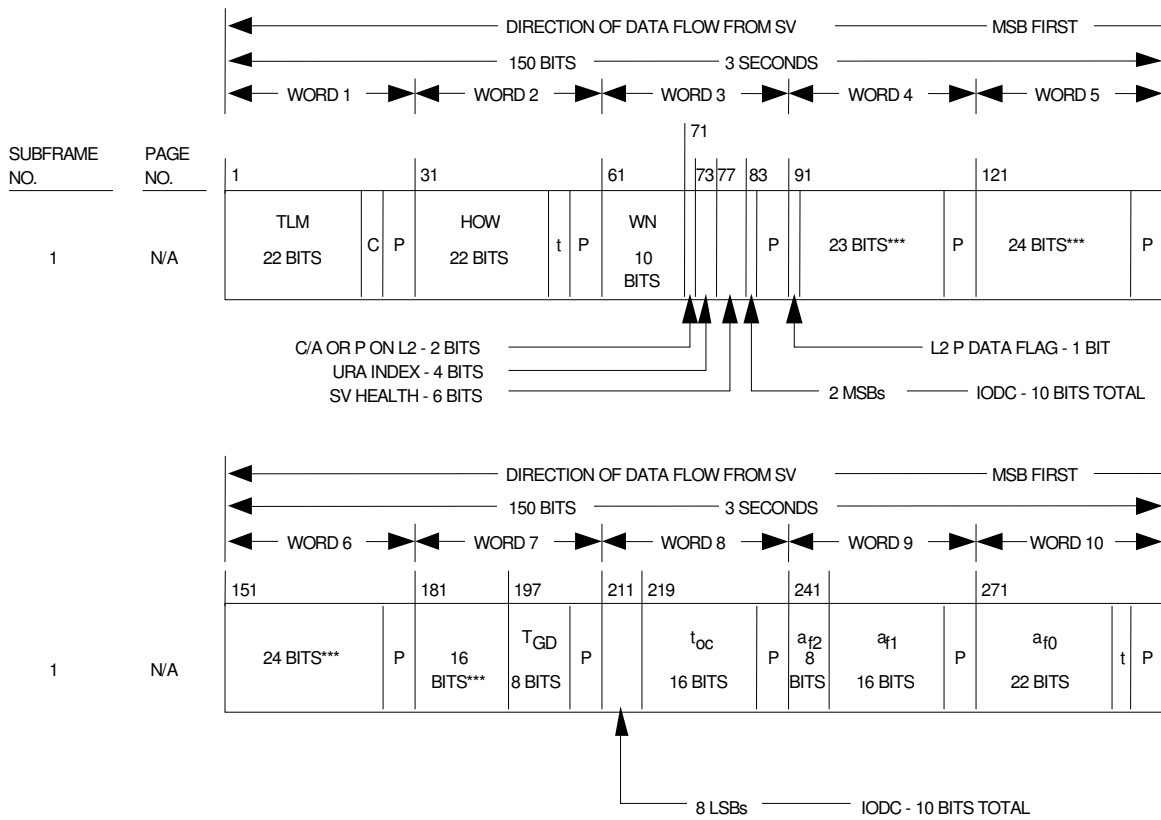 DIRECTION OF DATA FLOW FROM SV MSB FIRST
150 BITS 3 SECONDS
WORD 1 WORD 2 WORD 3 WORD 4 WORD 5
SUBFRAME NO.
PAGE NO.
1 31 61 71 73 77 83 91 121
1 N/A
TLM 22 BITS
C
P
HOW 22 BITS
t
P
WN 10 BITS
P
23 BITS***
P
24 BITS***
P
C/A OR P ON L2 - 2 BITS
URA INDEX - 4 BITS
SV HEALTH - 6 BITS
L2 P DATA FLAG - 1 BIT
2 MSBs IODC - 10 BITS TOTAL
DIRECTION OF DATA FLOW FROM SV MSB FIRST
150 BITS 3 SECONDS
WORD 6 WORD 7 WORD 8 WORD 9 WORD 10
151 181 197 211 219 241 271
1 N/A
24 BITS***
P
16 BITS***
TGD 8 BITS
P
toc 16 BITS
P
af2 8 BITS
af1 16 BITS
P
af0 22 BITS
t
P
8 LSBs IODC - 10 BITS TOTAL